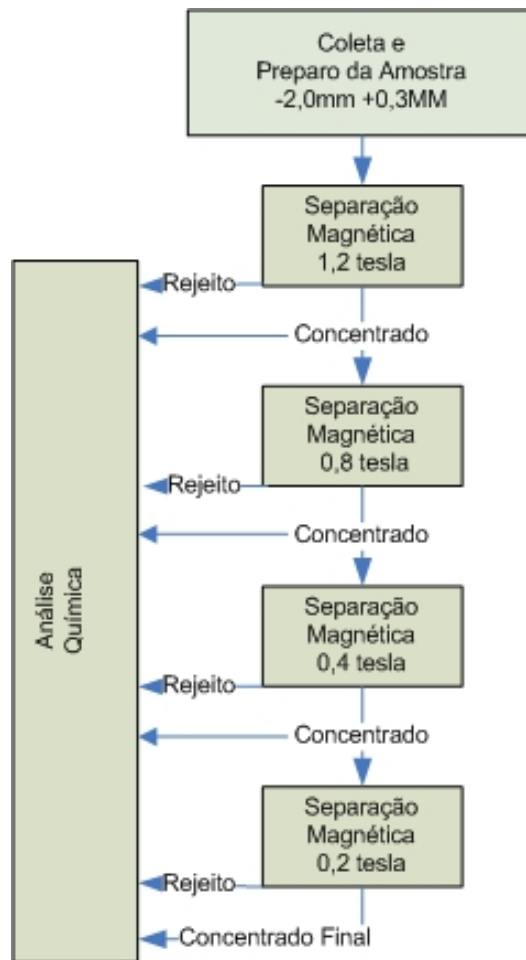 Coleta e
Preparo da Amostra
-2,0mm +0,3MM
Separação
Magnética
1,2 tesla
Rejeito
Concentrado
Separação
Magnética
0,8 tesla
Rejeito
Concentrado
Análise
Química
Separação
Magnética
0,4 tesla
Rejeito
Concentrado
Separação
Magnética
0,2 tesla
Rejeito
Concentrado Final